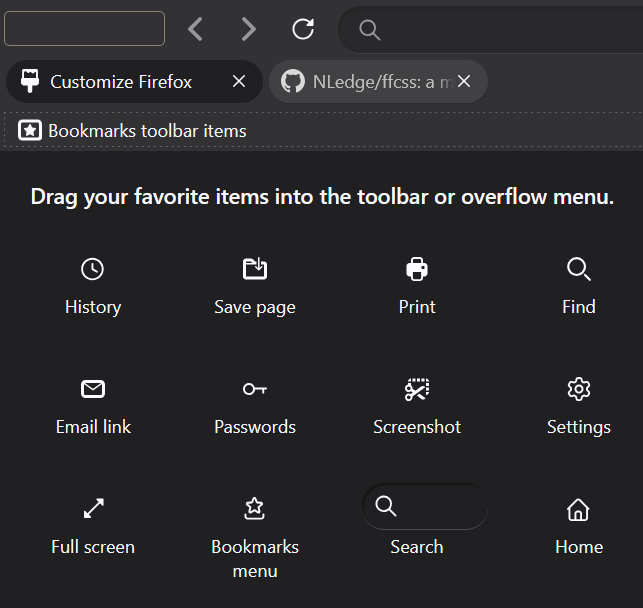 Customize Firefox
NLedge/ffcss: a m
Bookmarks toolbar items
Drag your favorite items into the toolbar or overflow menu.
History
Save page
Print
Find
Email link
Passwords
Screenshot
Settings
Full screen
Bookmarks
menu
Search
Home